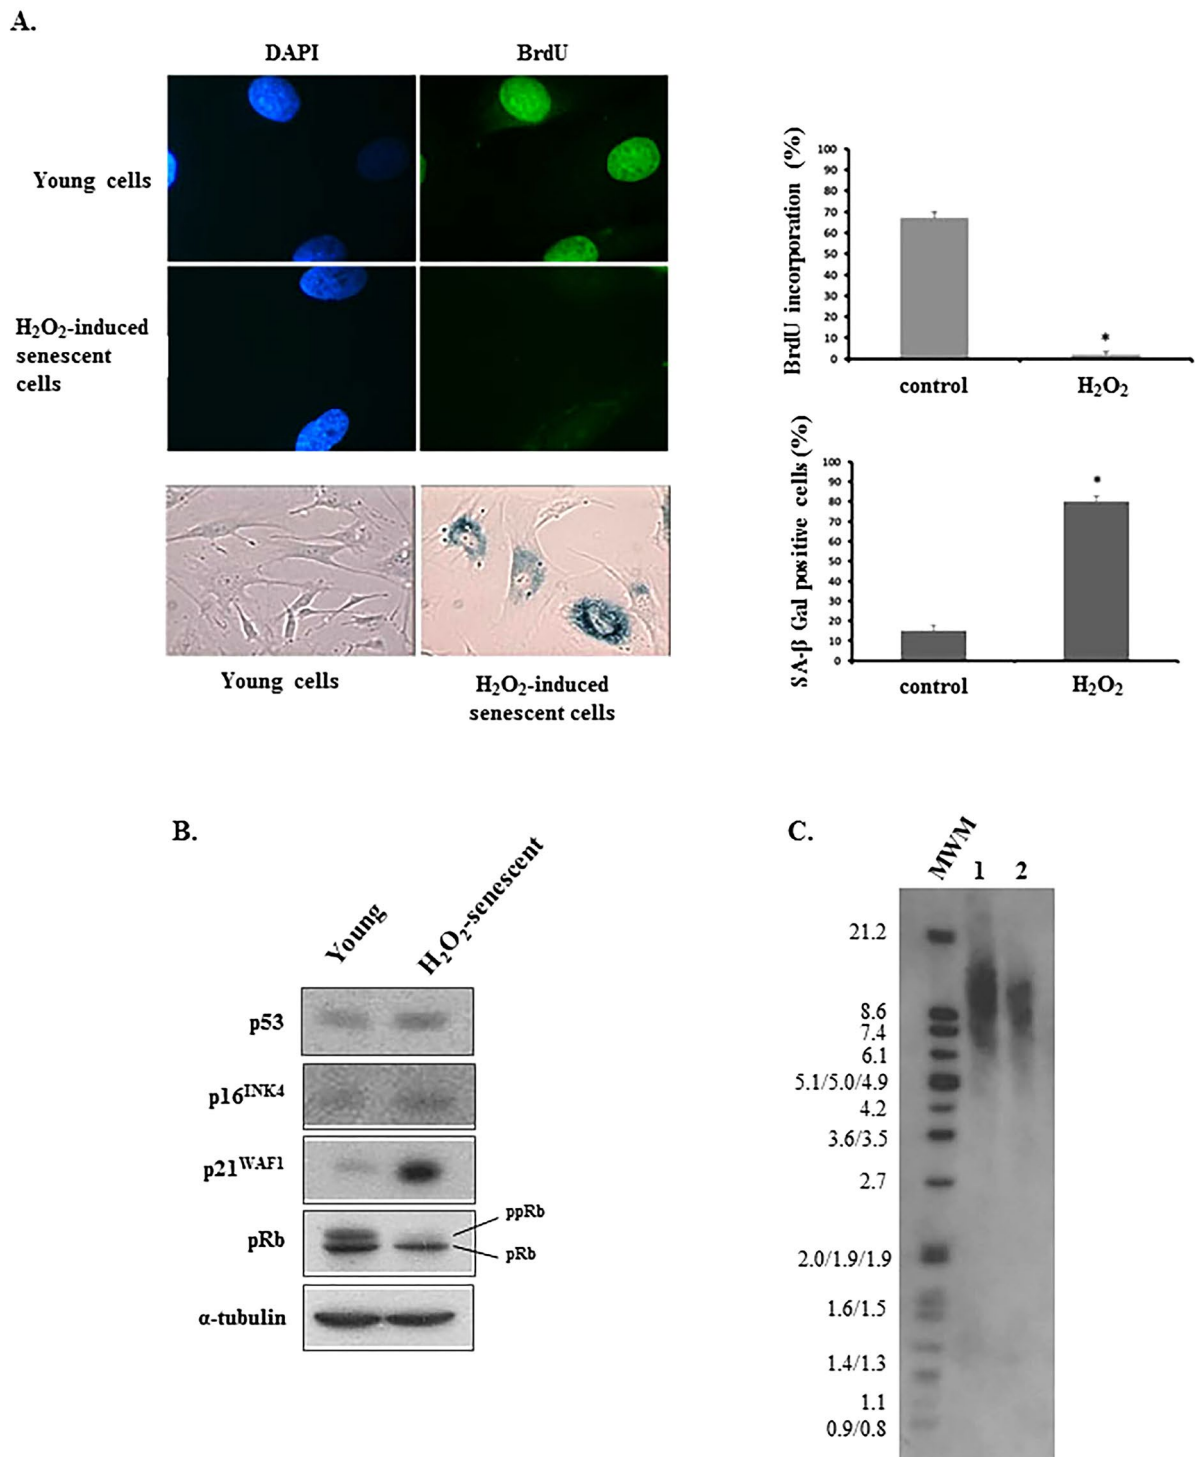 A.
DAPI
BrdU
Young cells
H₂O₂-induced
senescent
cells
Young cells
H₂O₂-induced
senescent cells
BrdU incorporation (%)
100
90
80
70
60
50
40
30
20
10
0
*
control
H₂O₂
SA-β Gal positive cells (%)
100
90
80
70
60
50
40
30
20
10
0
*
control
H₂O₂
B.
Young
H₂O₂-senescent
p53
p16INK4
p21WAF1
pRb
ppRb
pRb
α-tubulin
C.
MWM
1
2
21.2
8.6
7.4
6.1
5.1/5.0/4.9
4.2
3.6/3.5
2.7
2.0/1.9/1.9
1.6/1.5
1.4/1.3
1.1
0.9/0.8